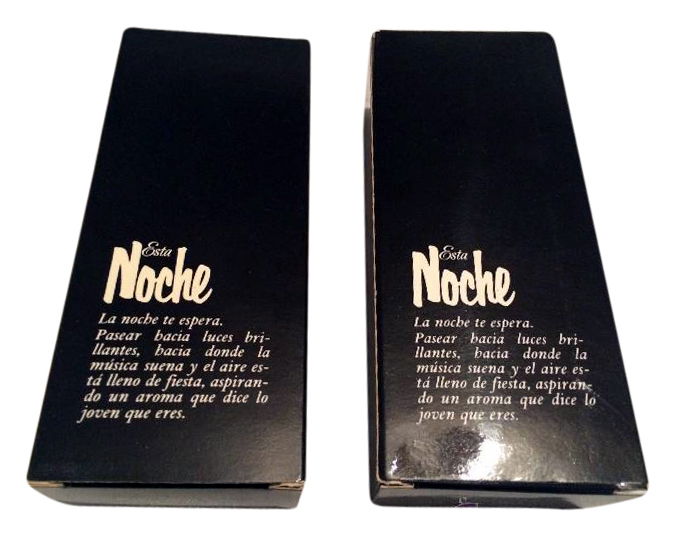 Esta
Noche
La noche te espera.
Pasear hacia luces bri-
llantes, hacia donde la
música suena y el aire es-
tá lleno de fiesta, aspiran-
do un aroma que dice lo
joven que eres.
Esta
Noche
La noche te espera.
Pasear hacia luces bri-
llantes, hacia donde la
música suena y el aire es-
tá lleno de fiesta, aspiran-
do un aroma que dice lo
joven que eres.